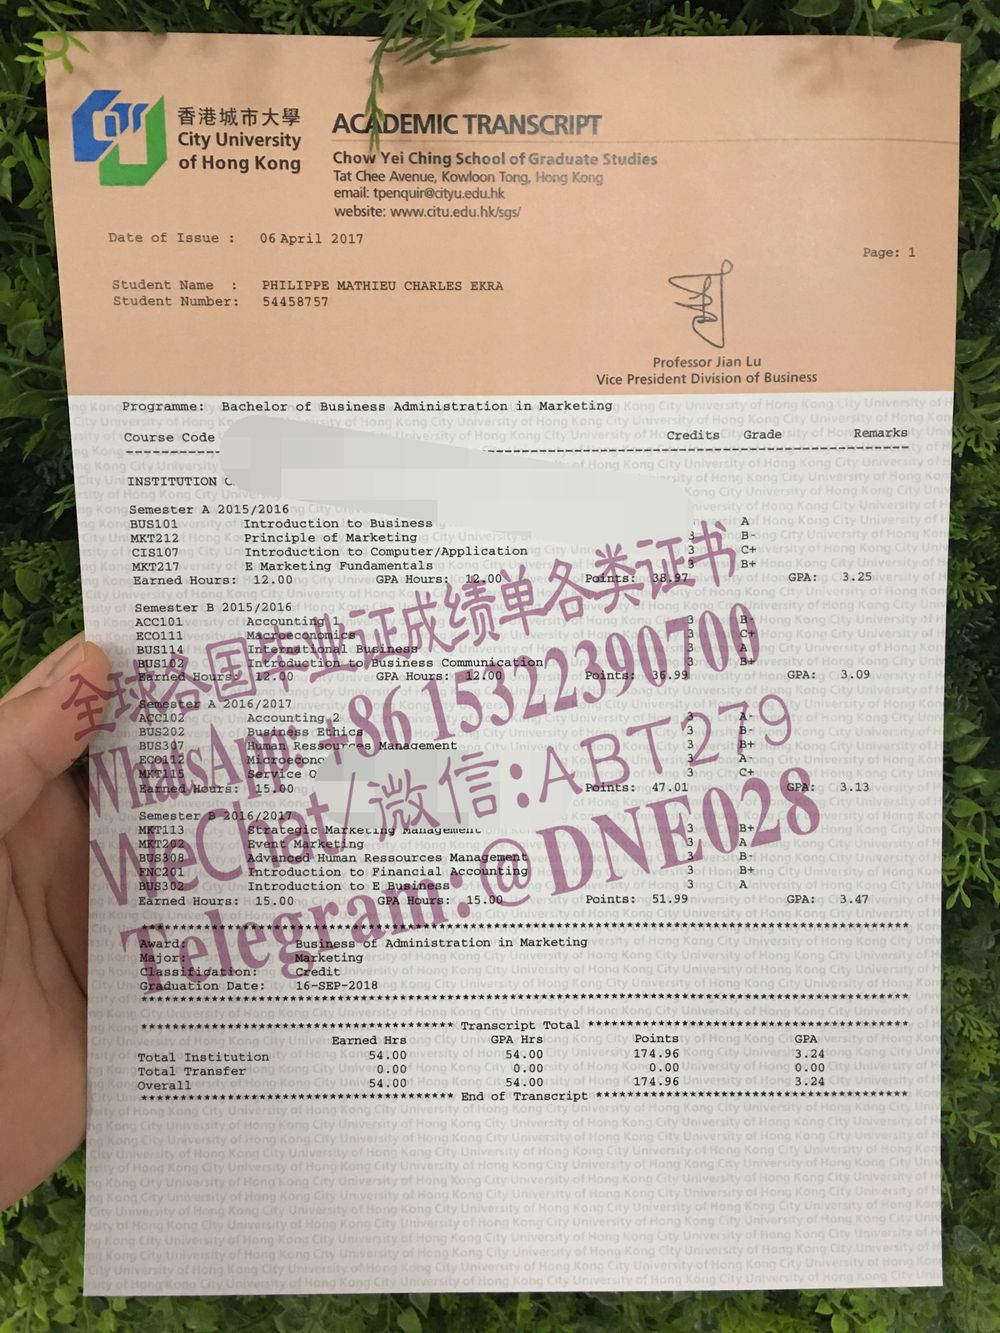 香港城市大學
City University
of Hong Kong
ACADEMIC TRANSCRIPT
Chow Yei Ching School of Graduate Studies
Tat Chee Avenue, Kowloon Tong, Hong Kong
email: tpenquir@cityu.edu.hk
website: www.citu.edu.hk/sgs/
Date of Issue : 06 April 2017
Page: 1
Student Name : PHILIPPE MATHIEU CHARLES EKRA
Student Number: 54458757
Professor Jian Lu
Vice President Division of Business
Programme: Bachelor of Business Administration in Marketing
Course Code Credits Grade Remarks
INSTITUTION
Semester A 2015/2016
BUS101 Introduction to Business A
MKT212 Principle of Marketing 3 B-
CIS107 Introduction to Computer/Application 3 C+
MKT217 E Marketing Fundamentals 3 B+
Earned Hours: 12.00 GPA Hours: 12.00 Points: 38.97 GPA: 3.25
Semester B 2015/2016
ACC101 Accounting 1 3 B-
ECO111 Macroeconomics 3 C+
BUS114 International Business 3 A
BUS102 Introduction to Business Communication 3 B+
Earned Hours: 12.00 GPA Hours: 12.00 Points: 36.99 GPA: 3.09
Semester A 2016/2017
ACC102 Accounting 2 3 A-
BUS202 Business Ethics 3 B-
BUS307 Human Ressources Management 3 B+
ECO112 3 A-
MKT115 Service 3 C+
Earned Hours: 15.00 Points: 47.01 GPA: 3.13
Semester B 2016/2017
MKT113 Strategic Marketing Management 3 B+
MKT202 Event Marketing 3 A
BUS308 Advanced Human Ressources Management 3 B-
FNC201 Introduction to Financial Accounting 3 B+
BUS302 Introduction to E Business 3 A
Earned Hours: 15.00 GPA Hours: 15.00 Points: 51.99 GPA: 3.47
Award: Business of Administration in Marketing
Major: Marketing
Classification: Credit
Graduation Date: 16-SEP-2018
Transcript Total
Earned Hrs GPA Hrs Points GPA
Total Institution 54.00 54.00 174.96 3.24
Total Transfer 0.00 0.00 0.00 0.00
Overall 54.00 54.00 174.96 3.24
End of Transcript
全球各国毕业证成绩单各类证书
WhatsApp:+86 15322390700
WeChat/微信:ABT279
Telegram:@DNE028